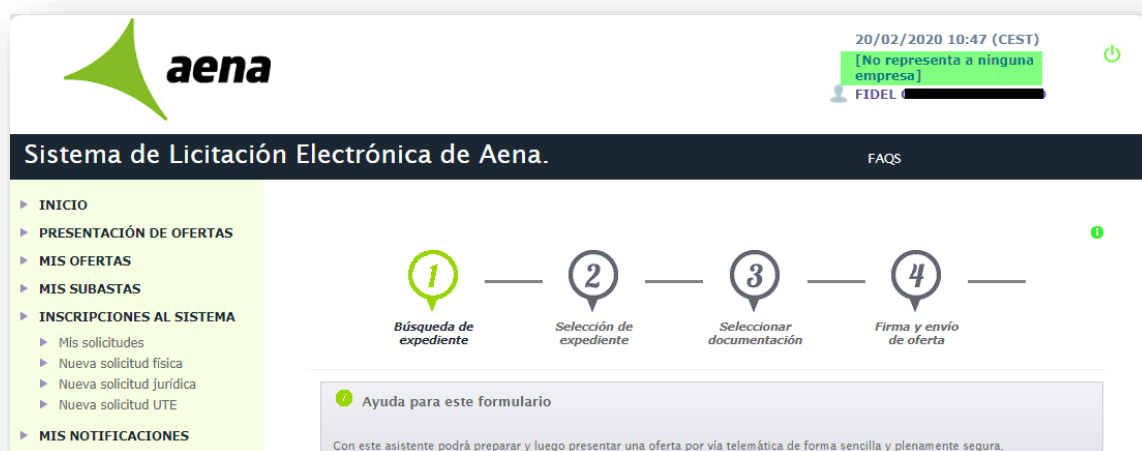 aena
20/02/2020 10:47 (CEST)
[No representa a ninguna
empresa]
FIDEL
Sistema de Licitación Electrónica de Aena.
FAQS
INICIO
PRESENTACIÓN DE OFERTAS
MIS OFERTAS
MIS SUBASTAS
INSCRIPCIONES AL SISTEMA
Mis solicitudes
Nueva solicitud física
Nueva solicitud jurídica
Nueva solicitud UTE
MIS NOTIFICACIONES
1
2
3
4
Búsqueda de
expediente
Selección de
expediente
Seleccionar
documentación
Firma y envío
de oferta
Ayuda para este formulario
Con este asistente podrá preparar y luego presentar una oferta por vía telemática de forma sencilla y plenamente segura.